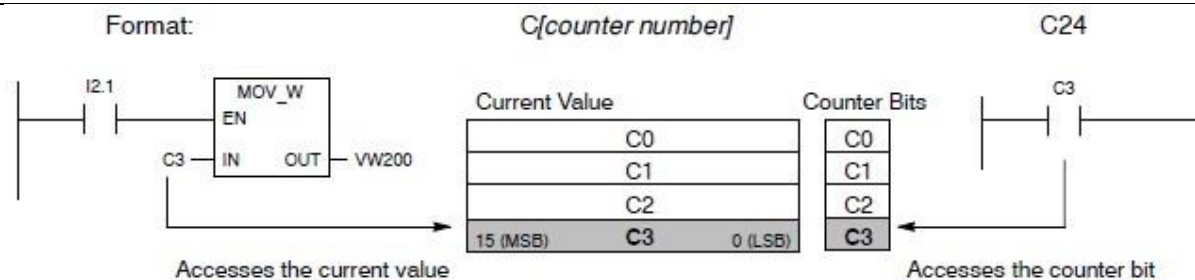 Format: C[counter number] C24
I2.1
MOV_W
EN
C3 IN OUT VW200
Current Value Counter Bits
C0 C0
C1 C1
C2 C2
15 (MSB) C3 0 (LSB) C3
C3
Accesses the current value Accesses the counter bit